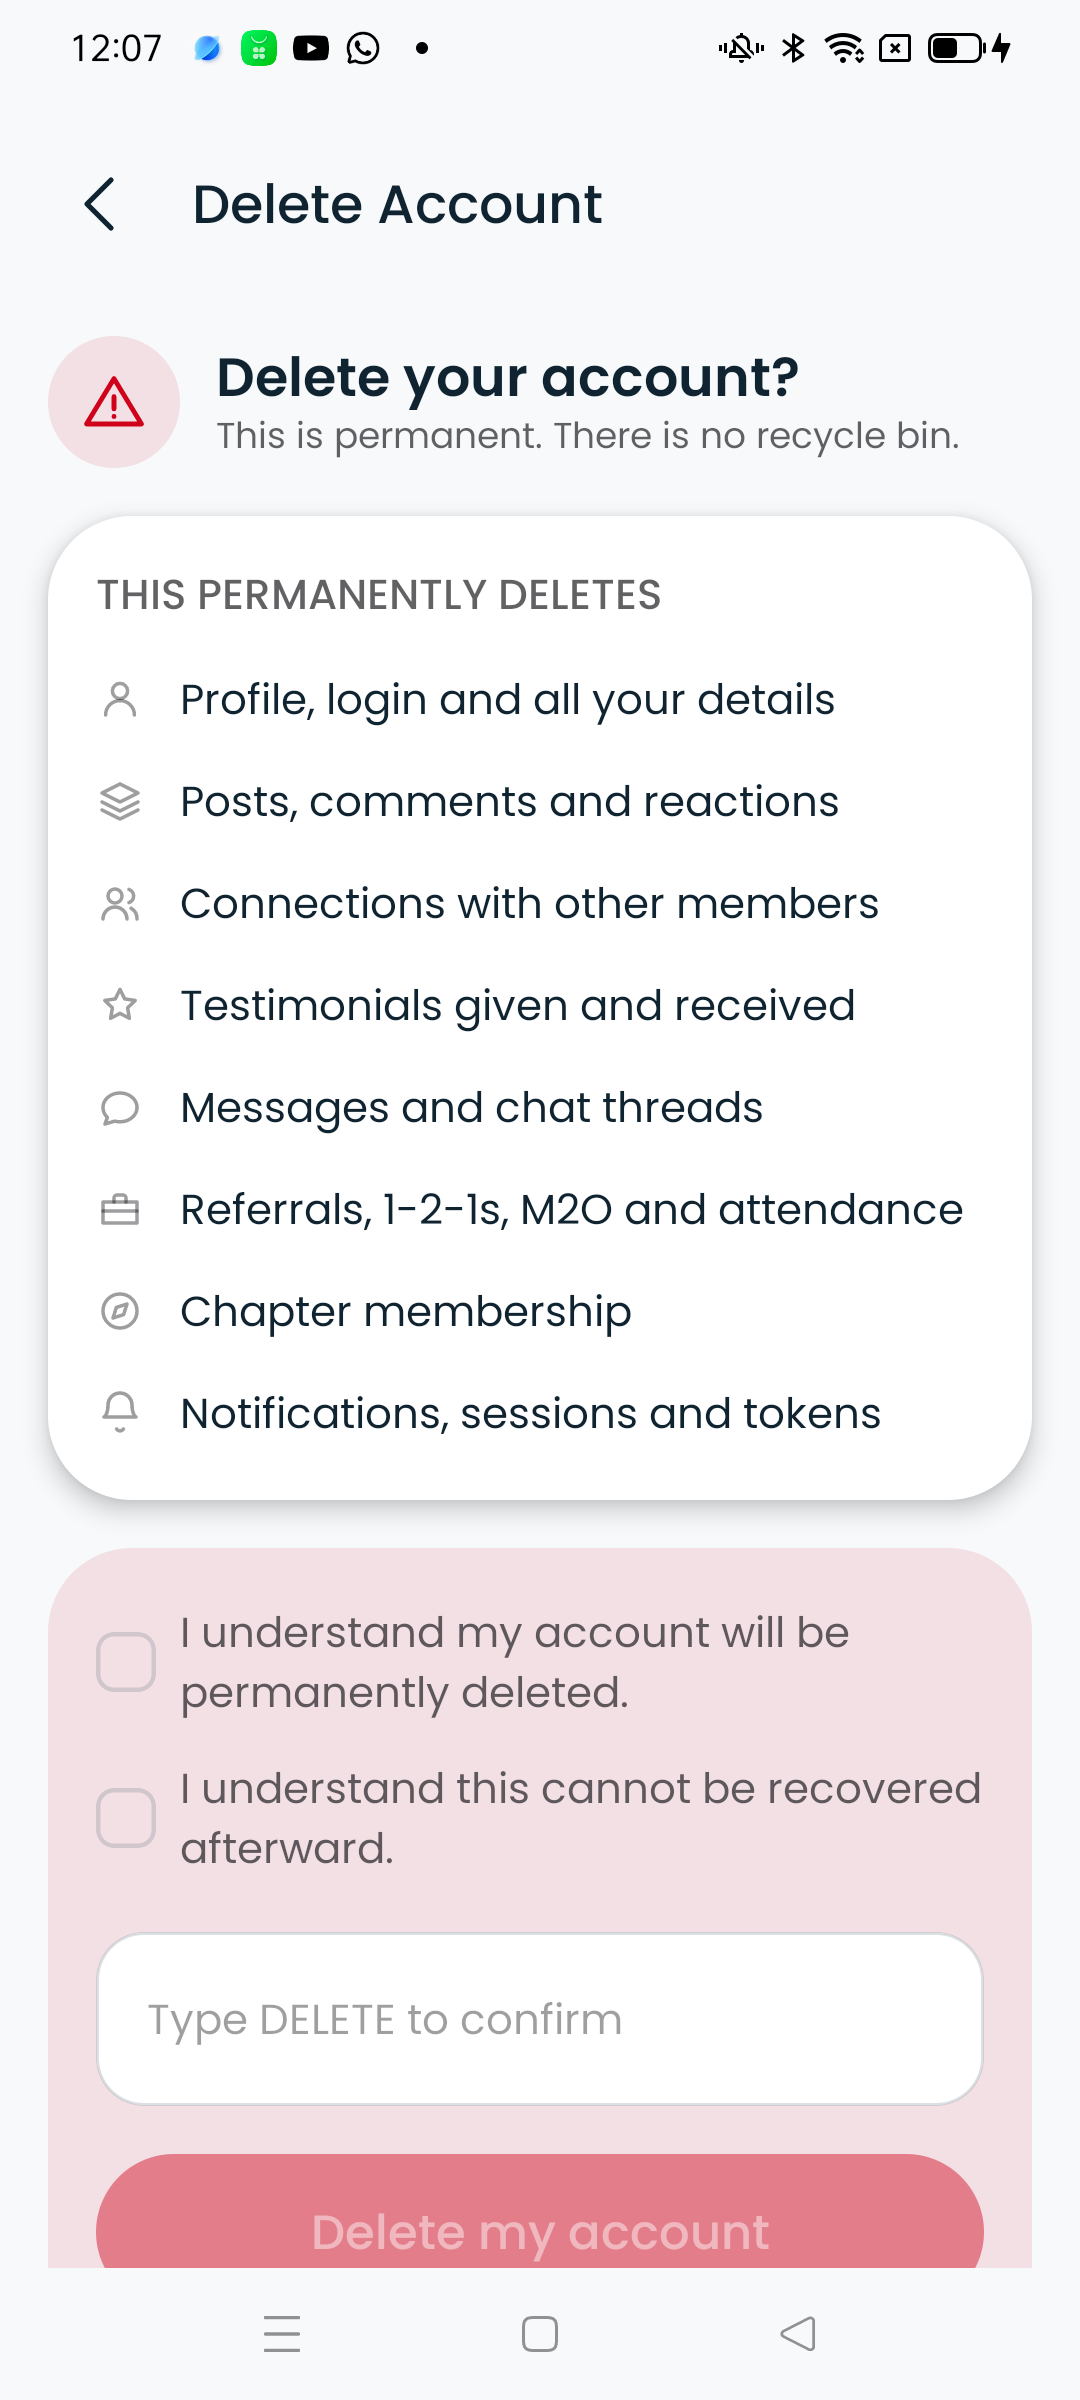 12:07
Delete Account
Delete your account?
This is permanent. There is no recycle bin.
THIS PERMANENTLY DELETES
Profile, login and all your details
Posts, comments and reactions
Connections with other members
Testimonials given and received
Messages and chat threads
Referrals, 1-2-1s, M2O and attendance
Chapter membership
Notifications, sessions and tokens
I understand my account will be
permanently deleted.
I understand this cannot be recovered
afterward.
Type DELETE to confirm
Delete my account